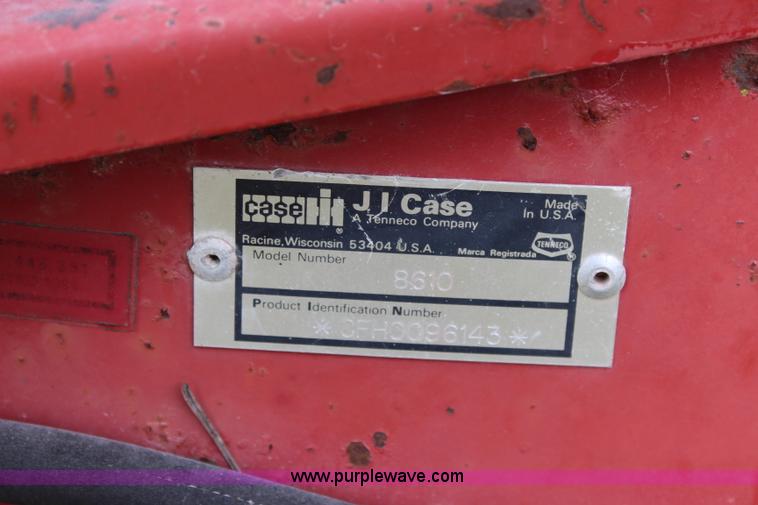 case IH
J I Case
A Tenneco Company
Made
In U.S.A.
Racine, Wisconsin 53404 U.S.A.
Marca Registrada
TENNECO
Model Number
8610
Product Identification Number
*CFH0096143*
www.purplewave.com